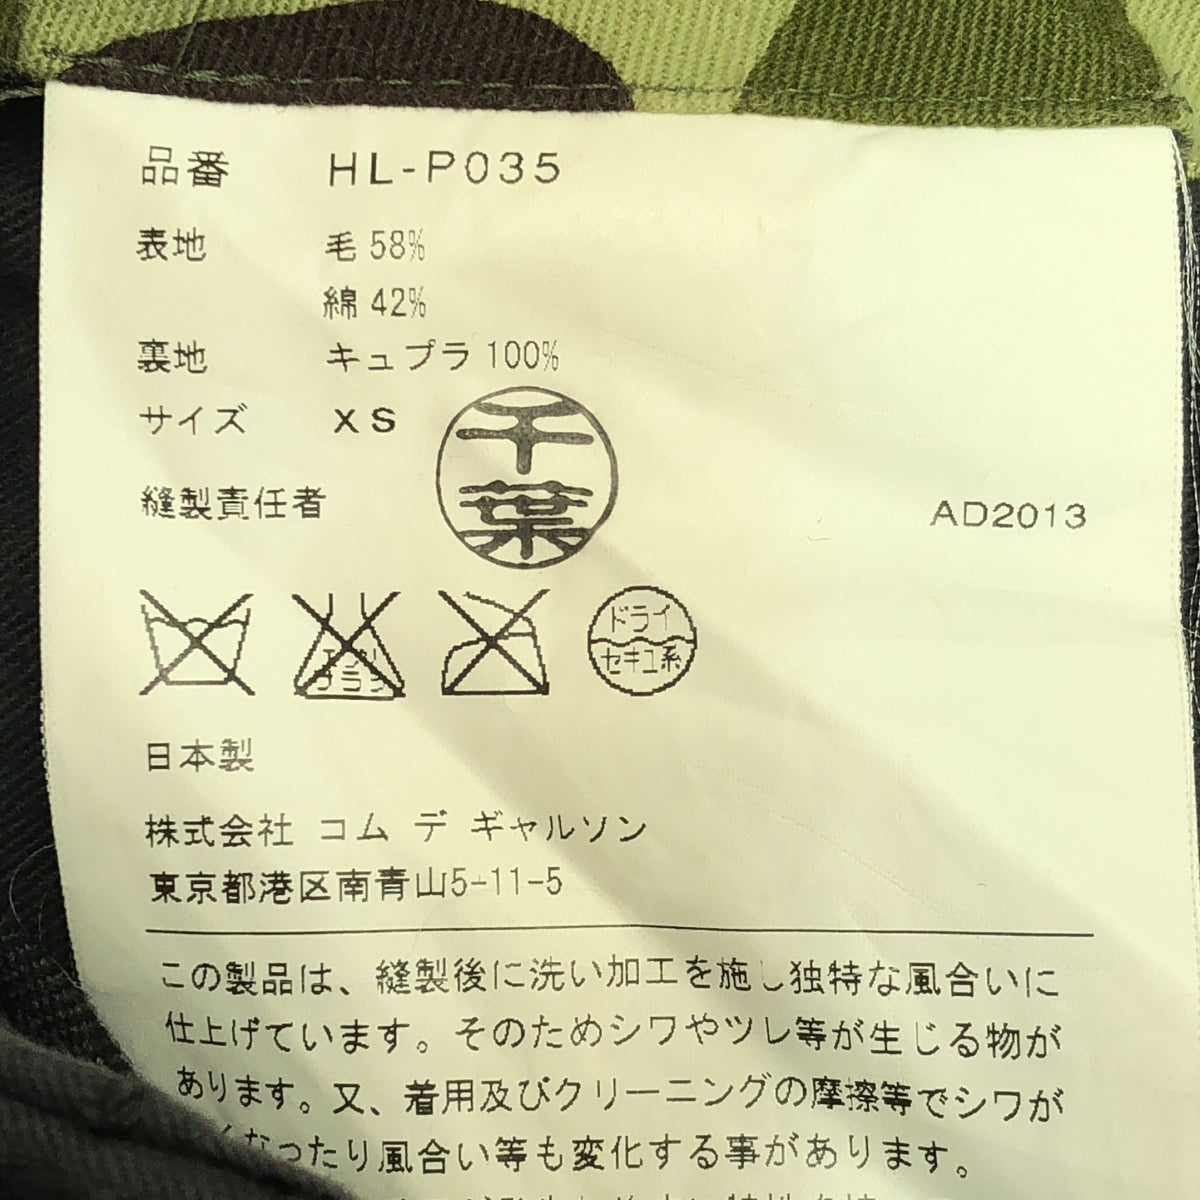 品番 HL-P035
表地 毛 58%
綿 42%
裏地 キュプラ 100%
サイズ XS
縫製責任者 千葉 AD2013
エンソ サラシ ドライ セキユ系
日本製
株式会社 コム デ ギャルソン
東京都港区南青山5-11-5
この製品は、縫製後に洗い加工を施し独特な風合いに
仕上げています。そのためシワやツレ等が生じる物が
あります。又、着用及びクリーニングの摩擦等でシワが
くなったり風合い等も変化する事があります。